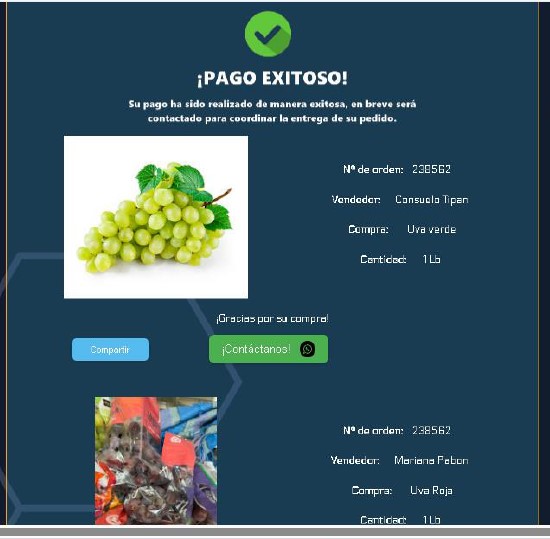 ¡PAGO EXITOSO!
Su pago ha sido realizado de manera exitosa, en breve será
contactado para coordinar la entrega de su pedido.
Nº de orden: 238562
Vendedor: Consuelo Tipan
Compra: Uva verde
Cantidad: 1 Lb
¡Gracias por su compra!
Compartir
¡Contáctanos!
Nº de orden: 238562
Vendedor: Mariana Pabon
Compra: Uva Roja
Cantidad: 1 Lb